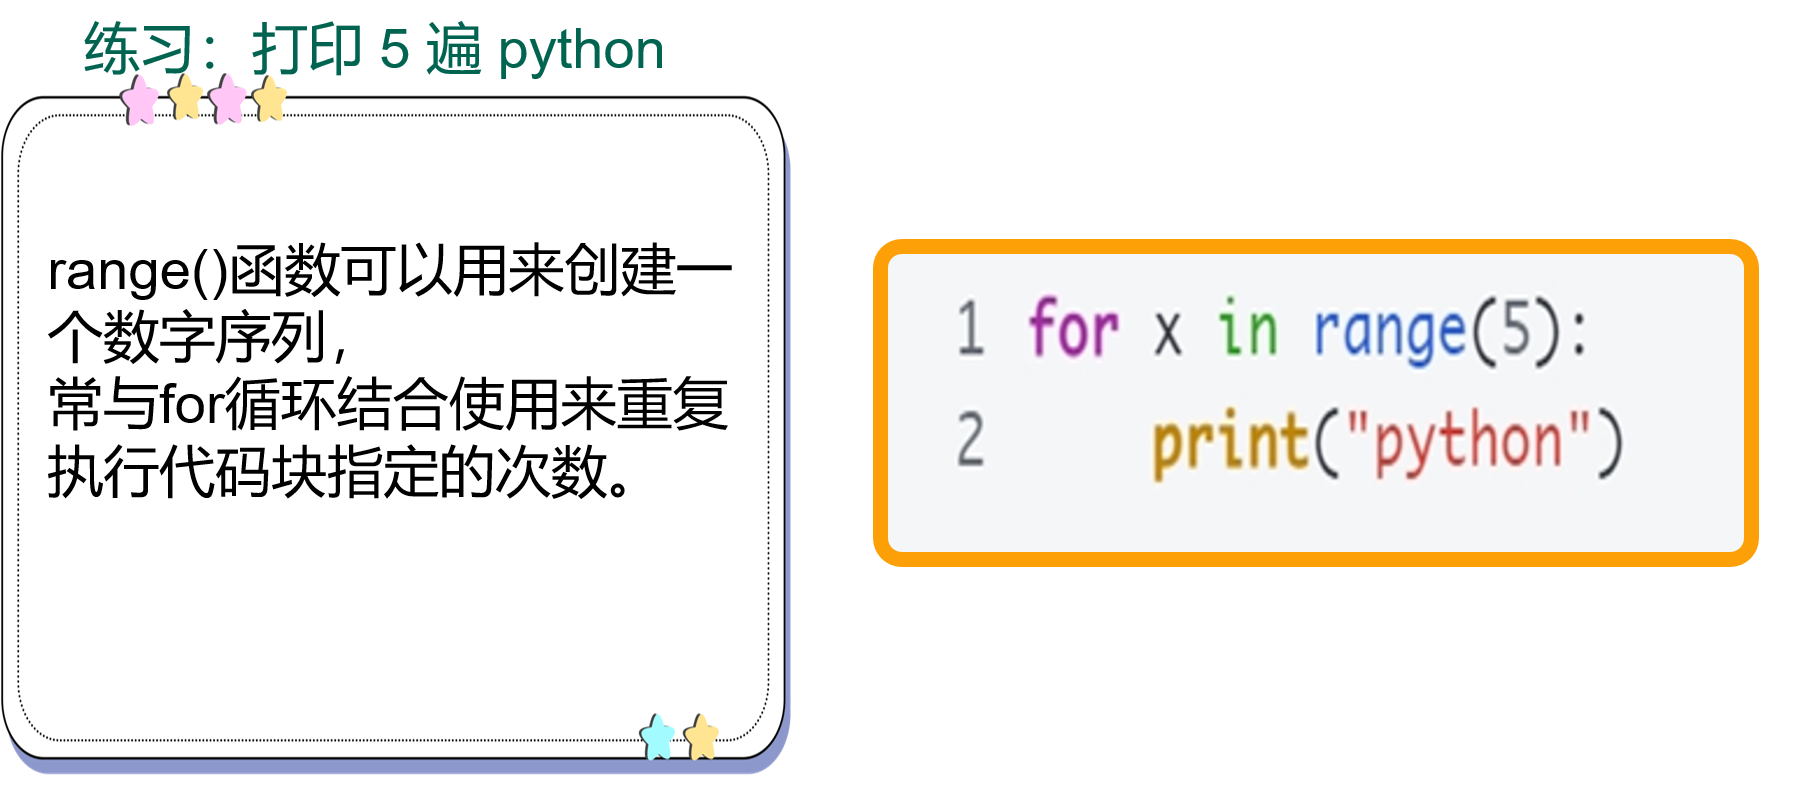 练习：打印 5 遍 python
range()函数可以用来创建一
个数字序列，
常与for循环结合使用来重复
执行代码块指定的次数。
1 for x in range(5):
2     print("python")